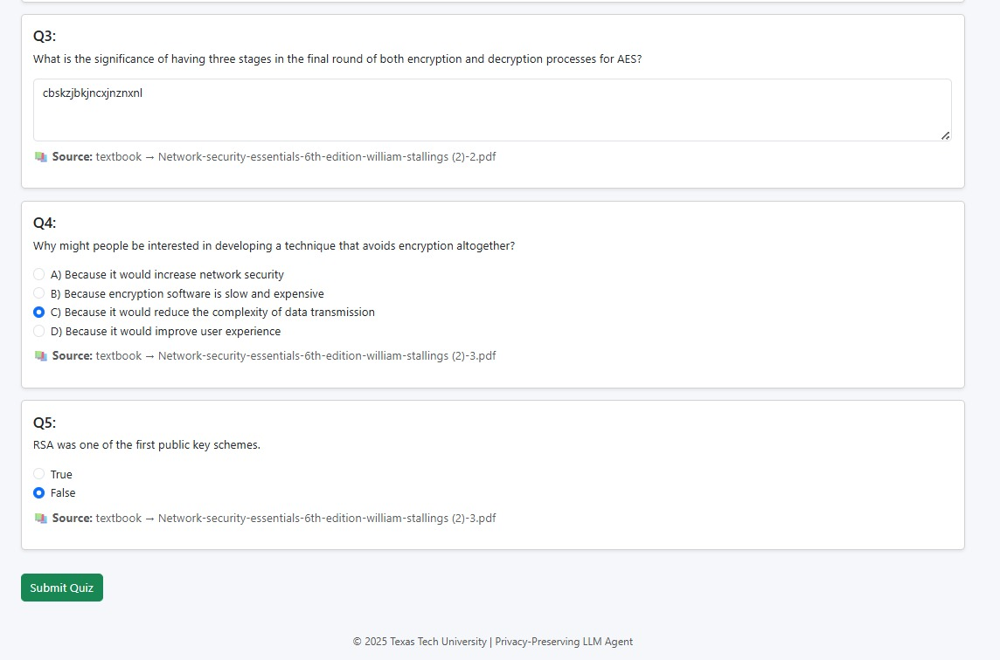 Q3:
What is the significance of having three stages in the final round of both encryption and decryption processes for AES?
cbskzjbkjncxjnznxnl
Source: textbook → Network-security-essentials-6th-edition-william-stallings (2)-2.pdf
Q4:
Why might people be interested in developing a technique that avoids encryption altogether?
A) Because it would increase network security
B) Because encryption software is slow and expensive
C) Because it would reduce the complexity of data transmission
D) Because it would improve user experience
Source: textbook → Network-security-essentials-6th-edition-william-stallings (2)-3.pdf
Q5:
RSA was one of the first public key schemes.
True
False
Source: textbook → Network-security-essentials-6th-edition-william-stallings (2)-3.pdf
Submit Quiz
© 2025 Texas Tech University | Privacy-Preserving LLM Agent